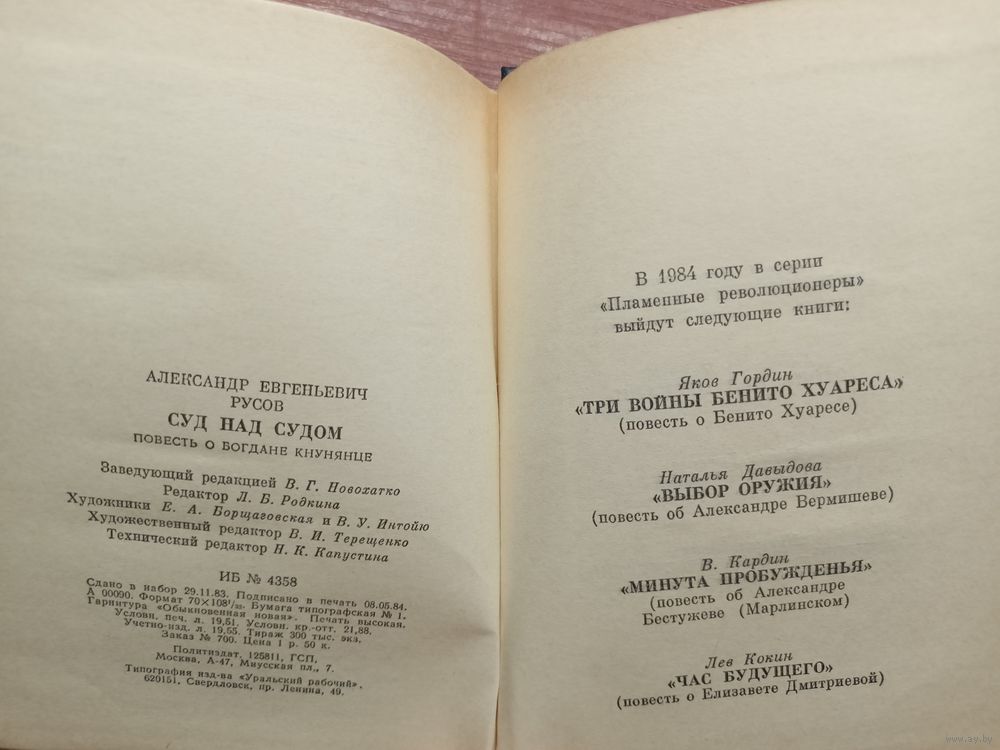 АЛЕКСАНДР ЕВГЕНЬЕВИЧ
РУСОВ
СУД НАД СУДОМ
ПОВЕСТЬ О БОГДАНЕ КНУНЯНЦЕ
Заведующий редакцией В. Г. Новохатко
Редактор Л. Б. Родкина
Художники Е. А. Борщаговская и В. У. Интойю
Художественный редактор В. И. Терещенко
Технический редактор Н. К. Капустина
ИБ № 4358
Сдано в набор 29.11.83. Подписано в печать 08.05.84.
А 00090. Формат 70×108¹/₃₂. Бумага типографская № 1.
Гарнитура «Обыкновенная новая». Печать высокая.
Условн. печ. л. 19,51. Условн. кр.-отт. 21,88.
Учетно-изд. л. 19,55. Тираж 300 тыс. экз.
Заказ № 700. Цена 1 р. 50 к.
Политиздат, 125811, ГСП,
Москва, А-47, Миусская пл., 7.
Типография изд-ва «Уральский рабочий».
620151, Свердловск, пр. Ленина, 49.
В 1984 году в серии
«Пламенные революционеры»
выйдут следующие книги:
Яков Гордин
«ТРИ ВОЙНЫ БЕНИТО ХУАРЕСА»
(повесть о Бенито Хуаресе)
Наталья Давыдова
«ВЫБОР ОРУЖИЯ»
(повесть об Александре Вермишеве)
В. Кардин
«МИНУТА ПРОБУЖДЕНЬЯ»
(повесть об Александре
Бестужеве (Марлинском)
Лев Кокин
«ЧАС БУДУЩЕГО»
(повесть о Елизавете Дмитриевой)
www.ay.by